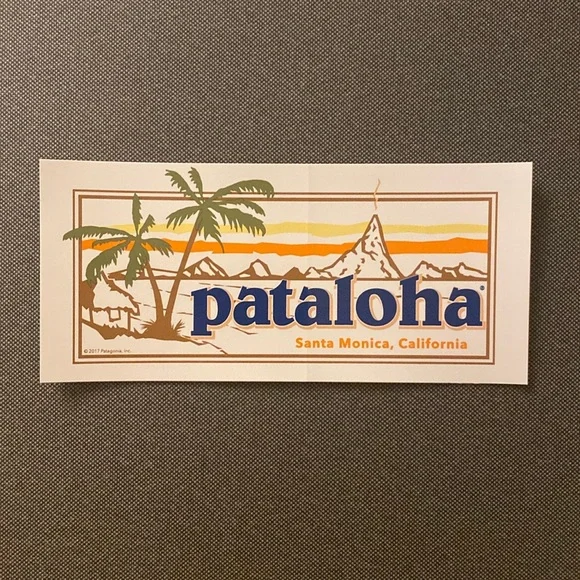 pataloha®
Santa Monica, California
© 2017 Patagonia, Inc.